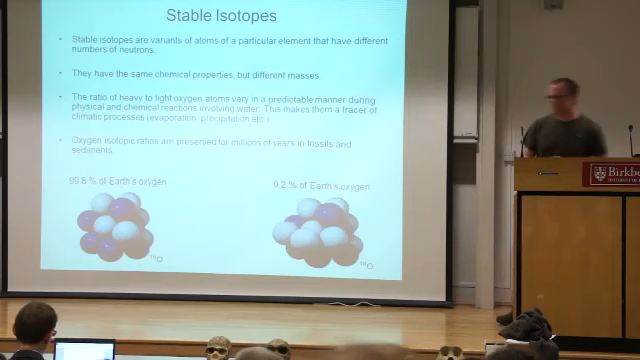 Stable Isotopes
• Stable isotopes are variants of atoms of a particular element that have different
numbers of neutrons.
• They have the same chemical properties, but different masses.
• The ratio of heavy to light oxygen atoms vary in a predictable manner during
physical and chemical reactions involving water. This makes them a tracer of
climatic processes (evaporation, precipitation etc.)
• Oxygen isotopic ratios are preserved for millions of years in fossils and
sediments.
99.8 % of Earth's oxygen
0.2 % of Earth's oxygen
¹⁶O
¹⁸O
Birkb